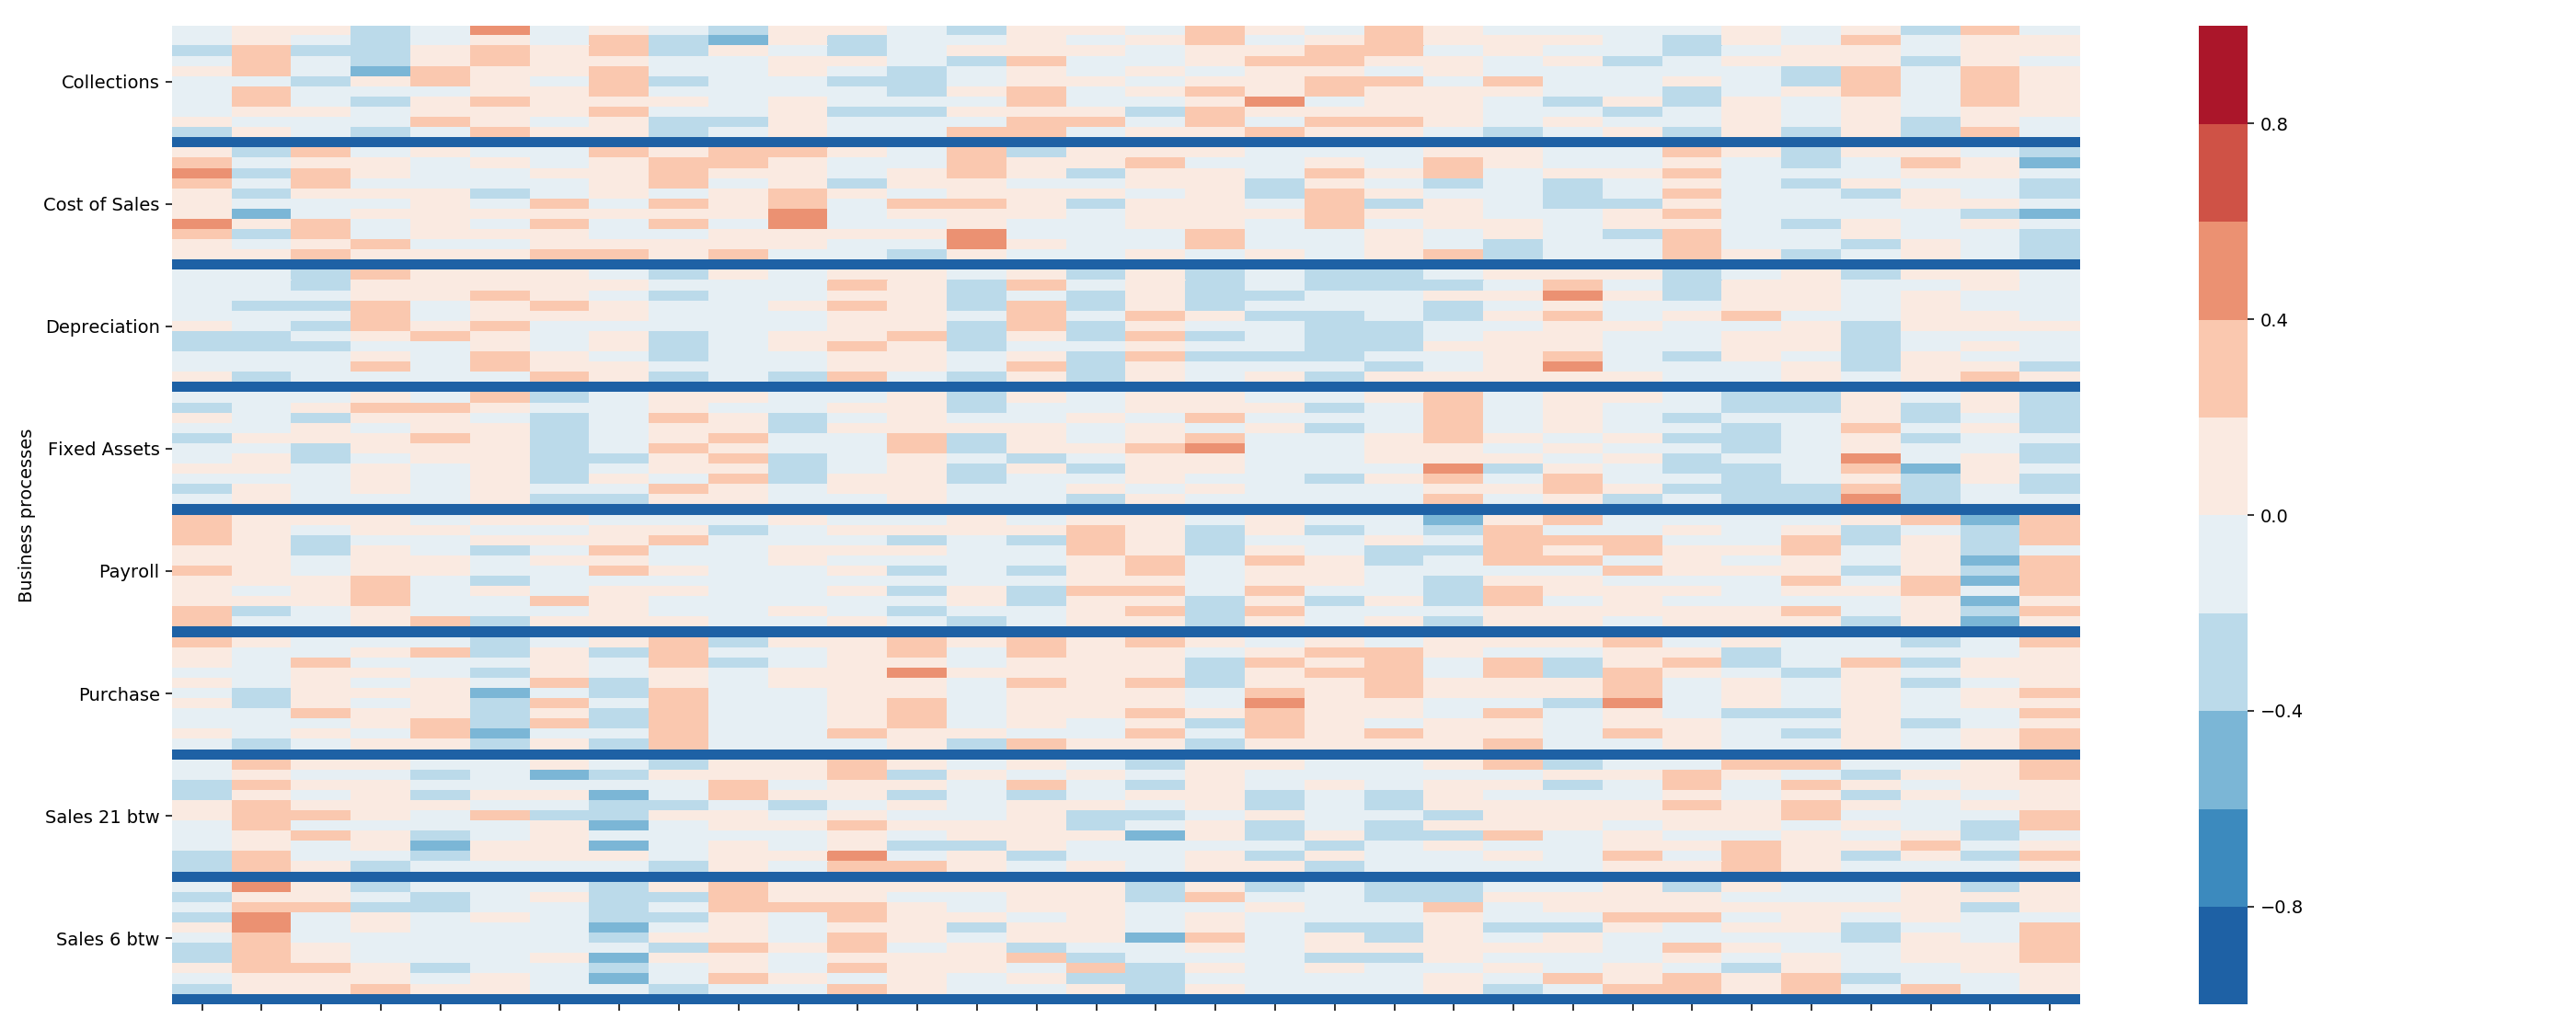 Business processes
Collections
Cost of Sales
Depreciation
Fixed Assets
Payroll
Purchase
Sales 21 btw
Sales 6 btw
0.8
0.4
0.0
−0.4
−0.8